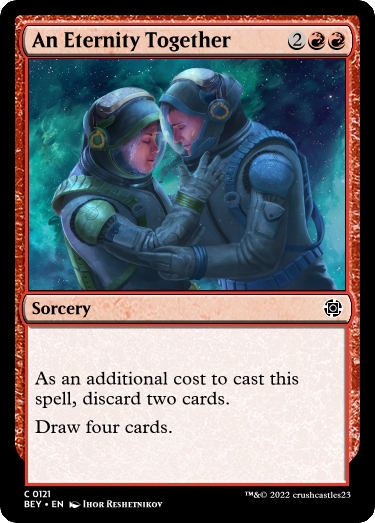 An Eternity Together 2
Sorcery
As an additional cost to cast this
spell, discard two cards.
Draw four cards.
C 0121
BEY • EN Ihor Reshetnikov
™&© 2022 crushcastles23